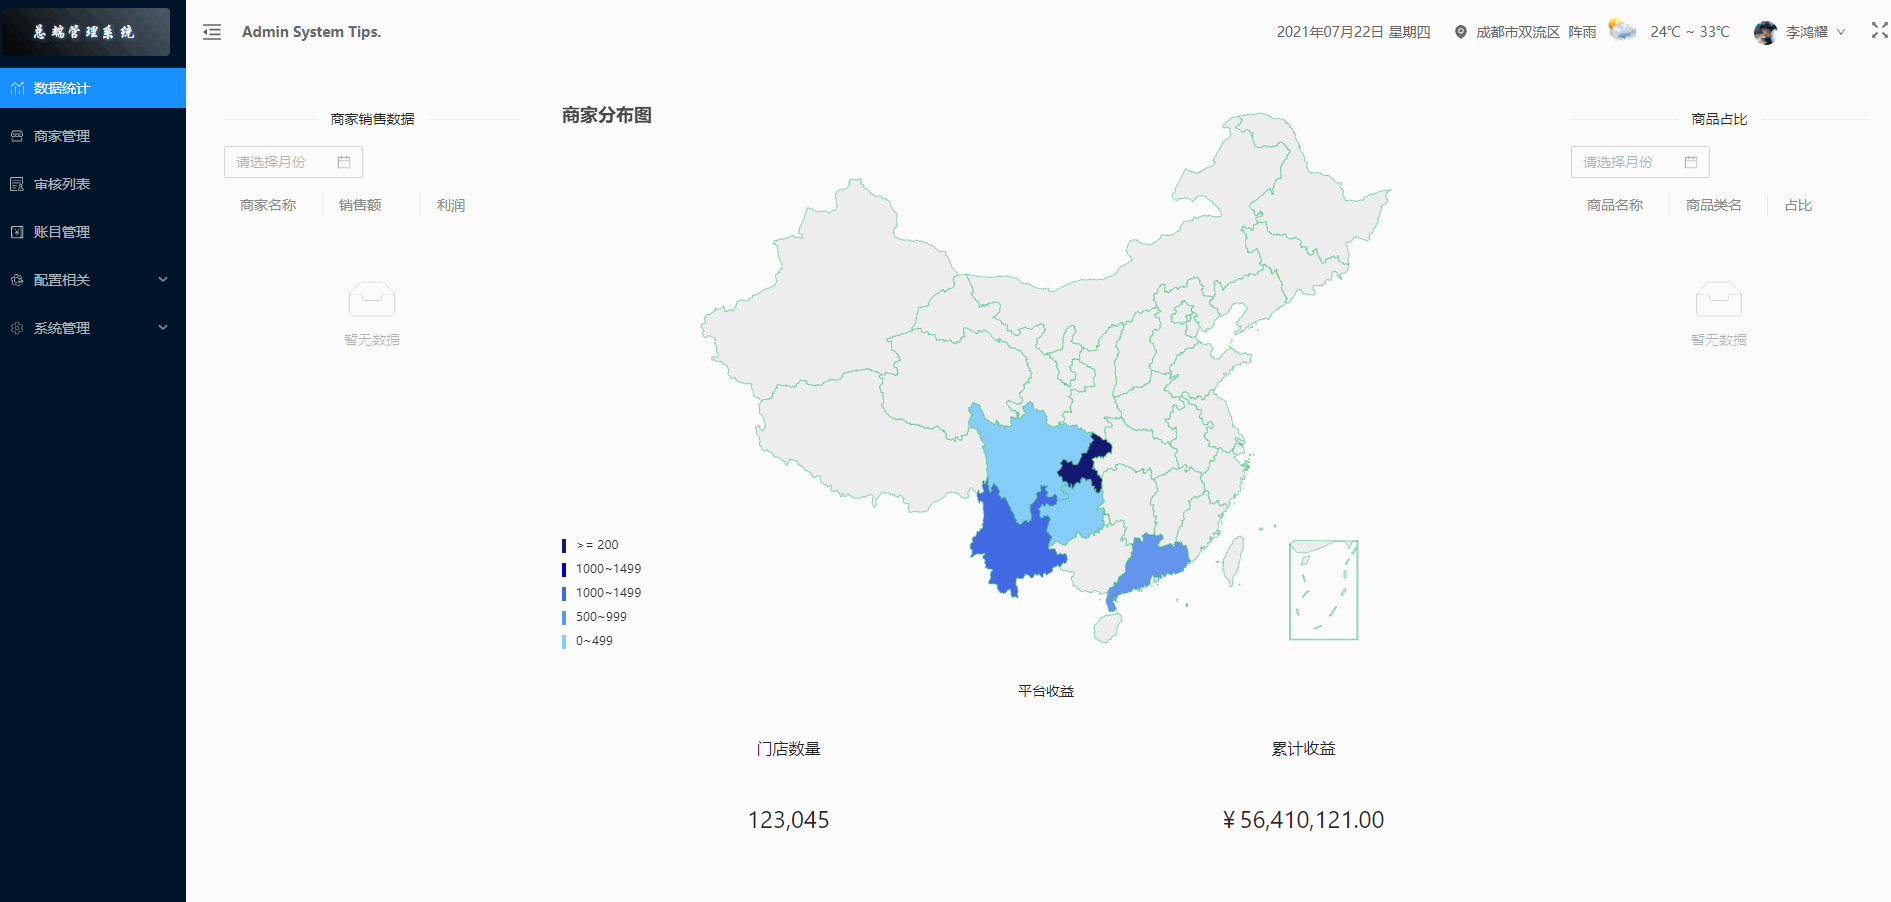 总端管理系统
数据统计
商家管理
审核列表
账目管理
配置相关
系统管理
Admin System Tips.
2021年07月22日 星期四 成都市双流区 阵雨 24℃ ~ 33℃ 李鸿耀
商家销售数据
请选择月份
商家名称 销售额 利润
暂无数据
商家分布图
>= 200
1000~1499
1000~1499
500~999
0~499
平台收益
门店数量
123,045
累计收益
¥ 56,410,121.00
商品占比
请选择月份
商品名称 商品类名 占比
暂无数据